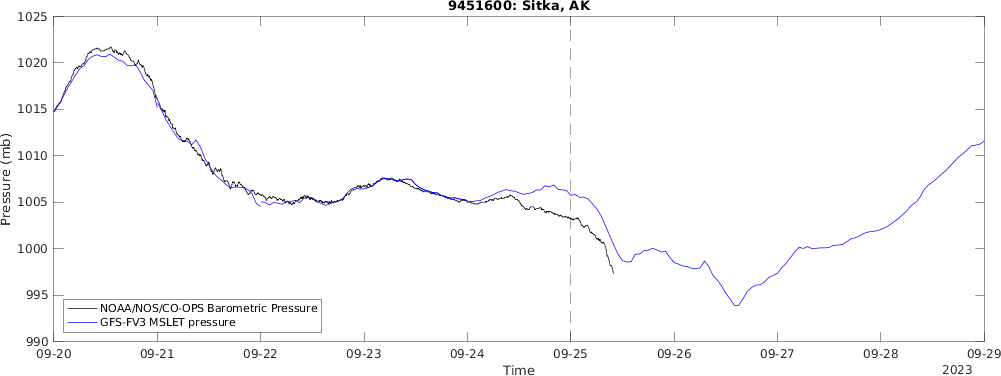 9451600: Sitka, AK
1025
1020
1015
1010
1005
1000
995
990
Pressure (mb)
NOAA/NOS/CO-OPS Barometric Pressure
GFS-FV3 MSLET pressure
09-20 09-21 09-22 09-23 09-24 09-25 09-26 09-27 09-28 09-29
Time
2023